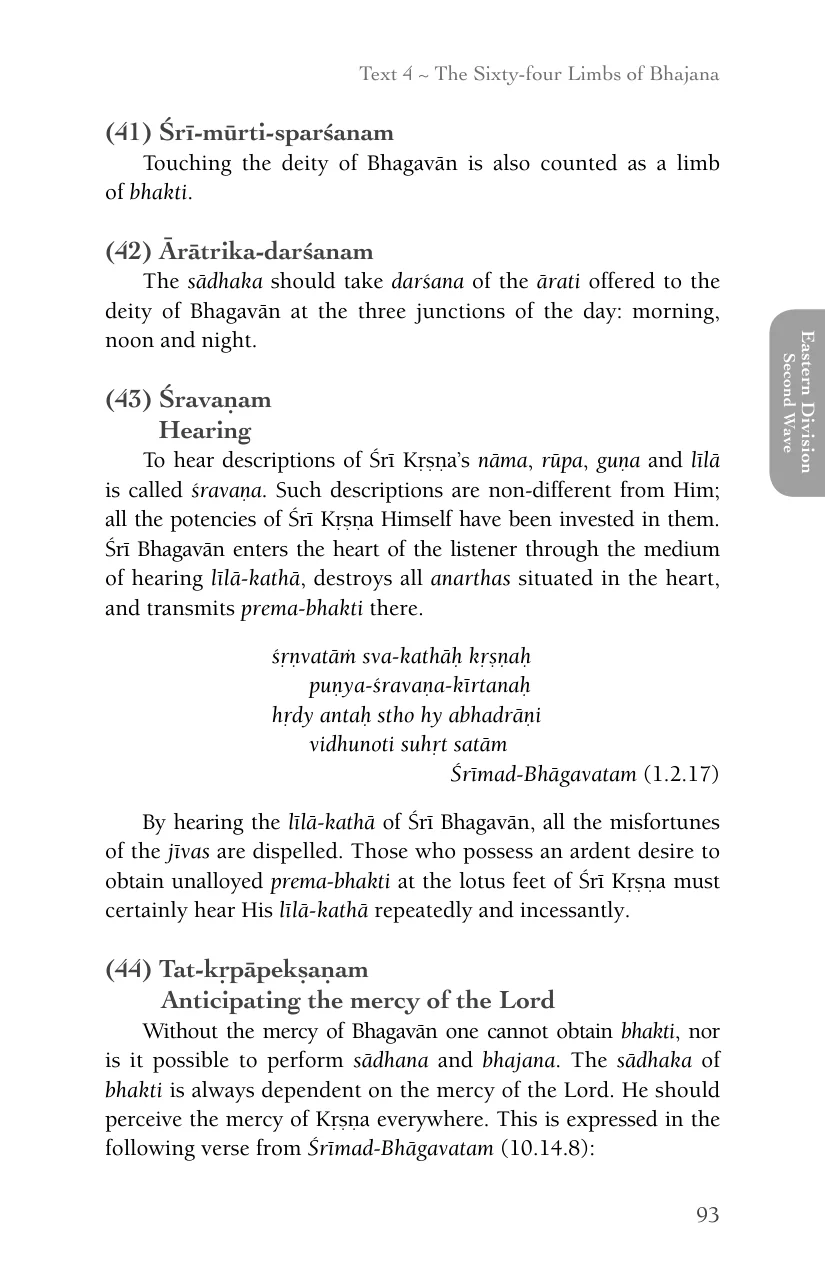 Text 4 ~ The Sixty-four Limbs of Bhajana
(41) Śrī-mūrti-sparśanam
Touching the deity of Bhagavān is also counted as a limb
of bhakti.
(42) Ārātrika-darśanam
The sādhaka should take darśana of the ārati offered to the
deity of Bhagavān at the three junctions of the day: morning,
noon and night.
(43) Śravaṇam
Hearing
To hear descriptions of Śrī Kṛṣṇa’s nāma, rūpa, guṇa and līlā
is called śravaṇa. Such descriptions are non-different from Him;
all the potencies of Śrī Kṛṣṇa Himself have been invested in them.
Śrī Bhagavān enters the heart of the listener through the medium
of hearing līlā-kathā, destroys all anarthas situated in the heart,
and transmits prema-bhakti there.
śṛṇvatāṁ sva-kathāḥ kṛṣṇaḥ
puṇya-śravaṇa-kīrtanaḥ
hṛdy antaḥ stho hy abhadrāṇi
vidhunoti suhṛt satām
Śrīmad-Bhāgavatam (1.2.17)
By hearing the līlā-kathā of Śrī Bhagavān, all the misfortunes
of the jīvas are dispelled. Those who possess an ardent desire to
obtain unalloyed prema-bhakti at the lotus feet of Śrī Kṛṣṇa must
certainly hear His līlā-kathā repeatedly and incessantly.
(44) Tat-kṛpāpekṣaṇam
Anticipating the mercy of the Lord
Without the mercy of Bhagavān one cannot obtain bhakti, nor
is it possible to perform sādhana and bhajana. The sādhaka of
bhakti is always dependent on the mercy of the Lord. He should
perceive the mercy of Kṛṣṇa everywhere. This is expressed in the
following verse from Śrīmad-Bhāgavatam (10.14.8):
93
Eastern Division
Second Wave